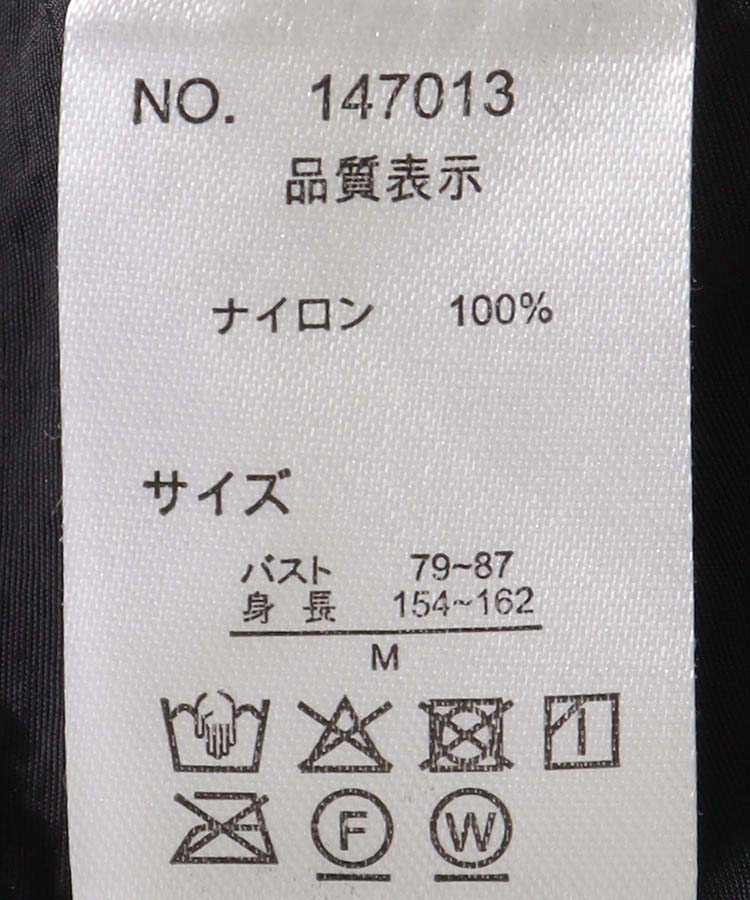 NO. 147013
品質表示
ナイロン 100%
サイズ
バスト 79~87
身長 154~162
M
F W